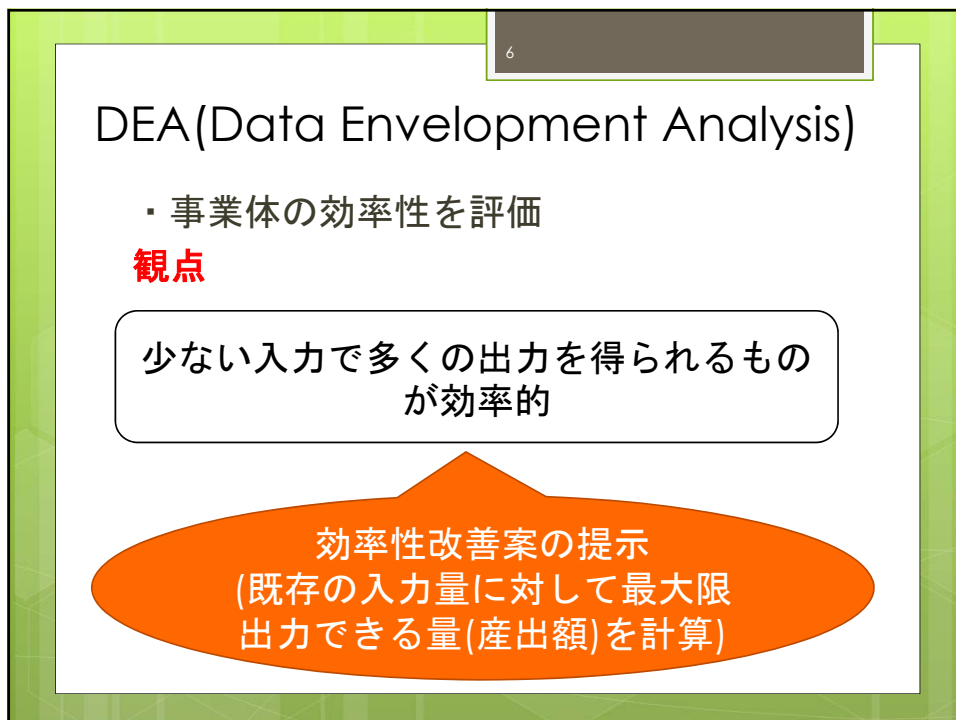 6
DEA(Data Envelopment Analysis)
・事業体の効率性を評価
観点
少ない入力で多くの出力を得られるもの
が効率的
効率性改善案の提示
(既存の入力量に対して最大限
出力できる量(産出額)を計算)